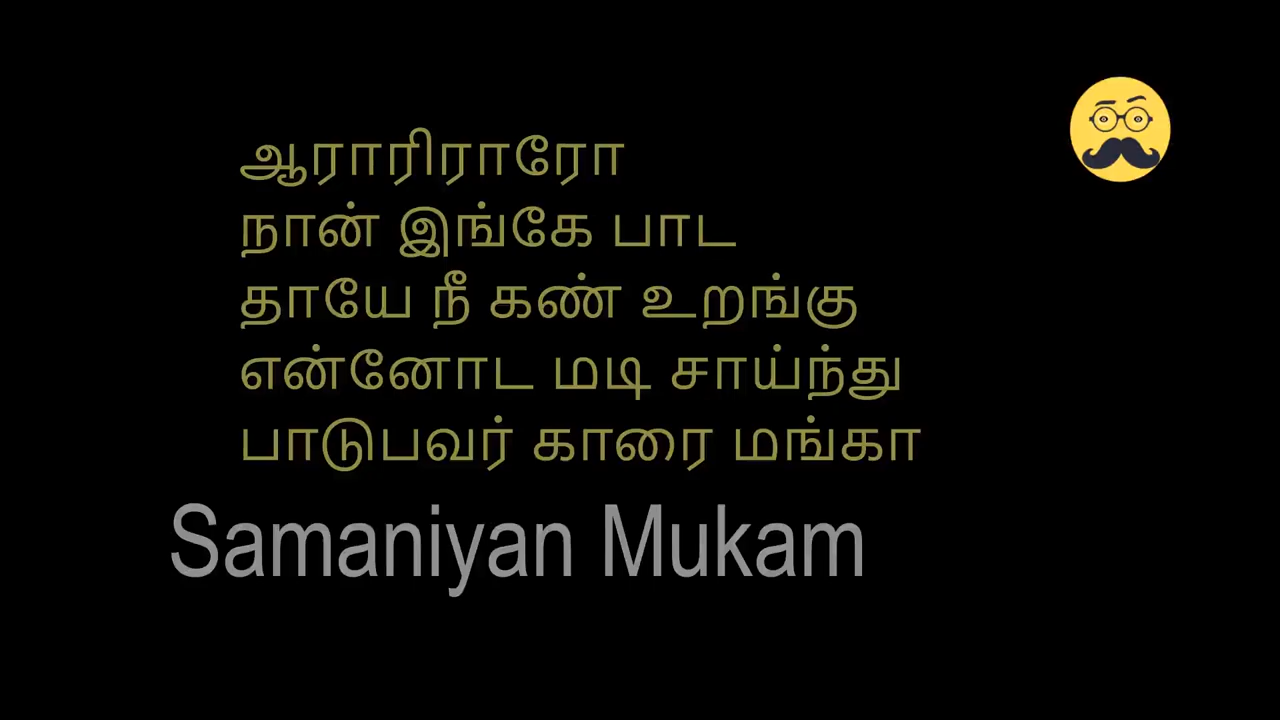 ஆராரிராரோ
நான் இங்கே பாட
தாயே நீ கண் உறங்கு
என்னோட மடி சாய்ந்து
பாடுபவர் காரை மங்கா
Samaniyan Mukam